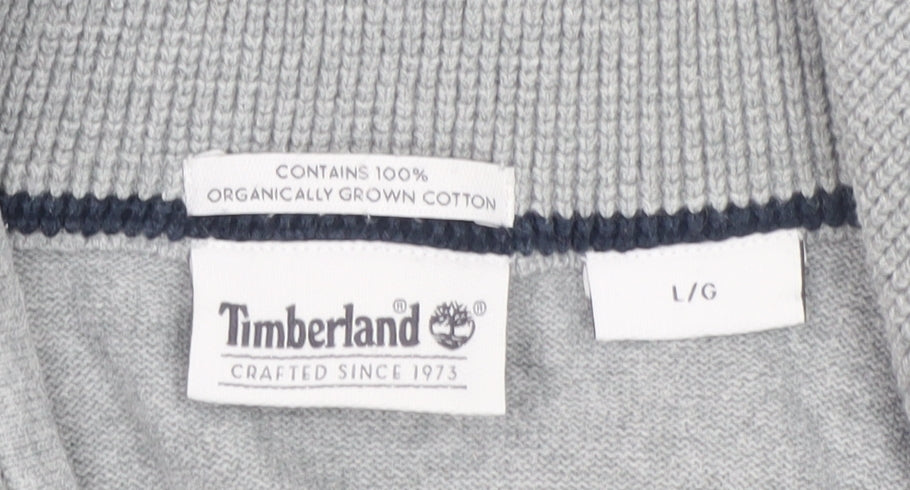 CONTAINS 100%
ORGANICALLY GROWN COTTON
Timberland® ®
CRAFTED SINCE 1973
L/G